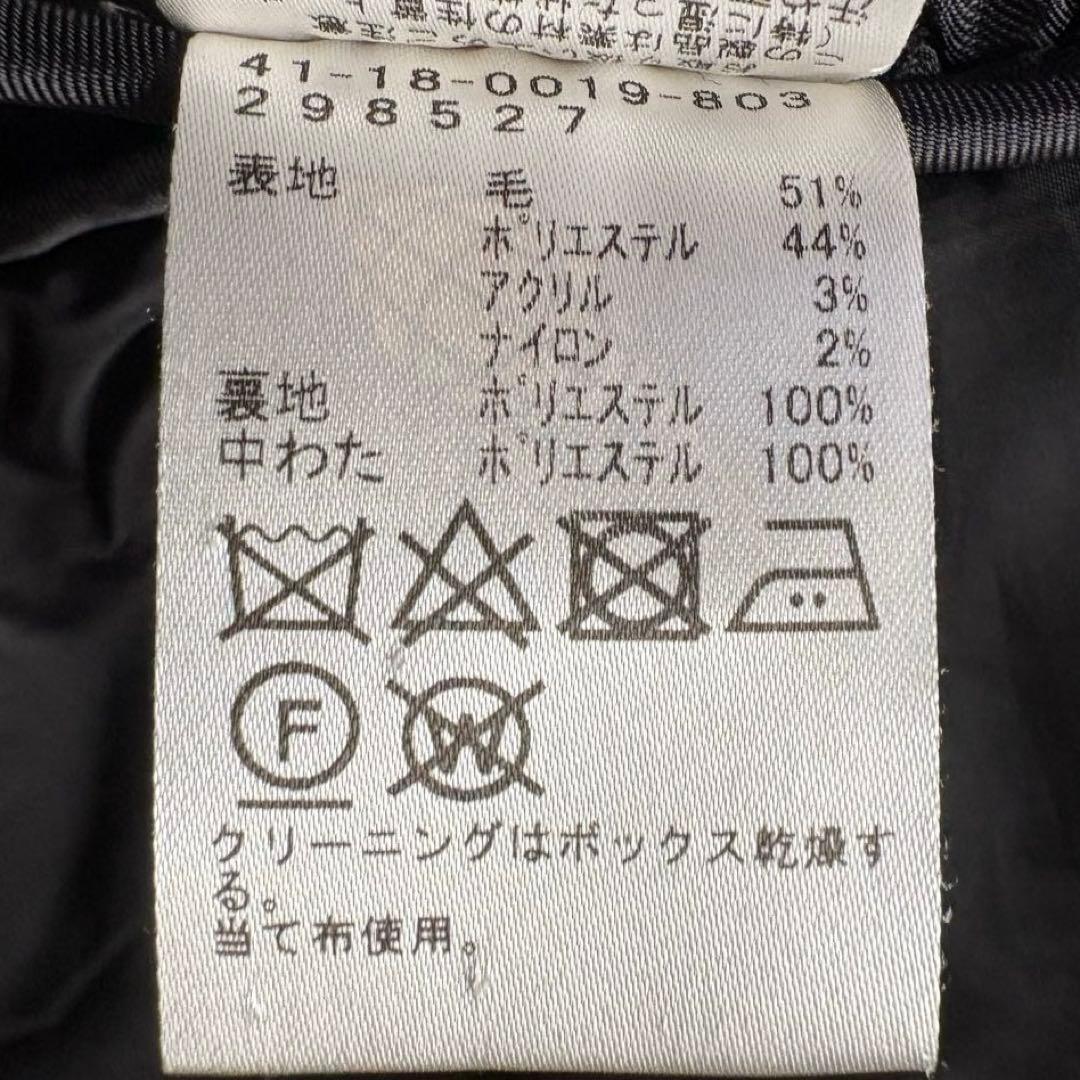 41-18-0019-803
298527
表地 毛 51%
ポリエステル 44%
アクリル 3%
ナイロン 2%
裏地 ポリエステル 100%
中わた ポリエステル 100%
F W
クリーニングはボックス乾燥す
る。
当て布使用。